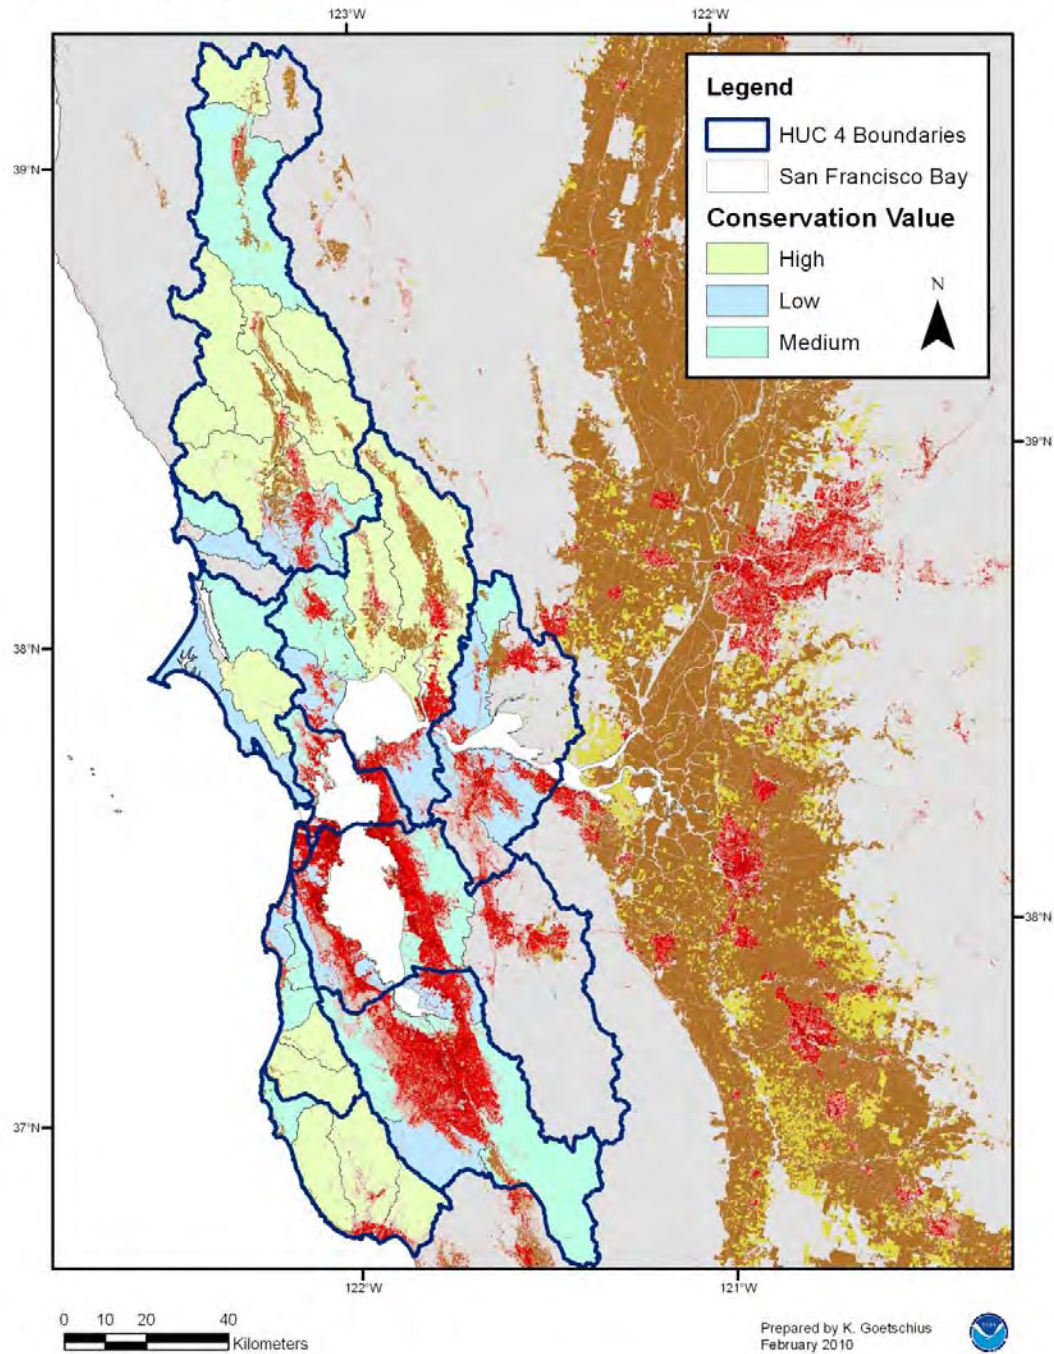 123°W
122°W
Legend
HUC 4 Boundaries
San Francisco Bay
Conservation Value
High
Low
Medium
N
39°N
39°N
38°N
38°N
37°N
122°W
121°W
0 10 20 40
Kilometers
Prepared by K. Goetschius
February 2010